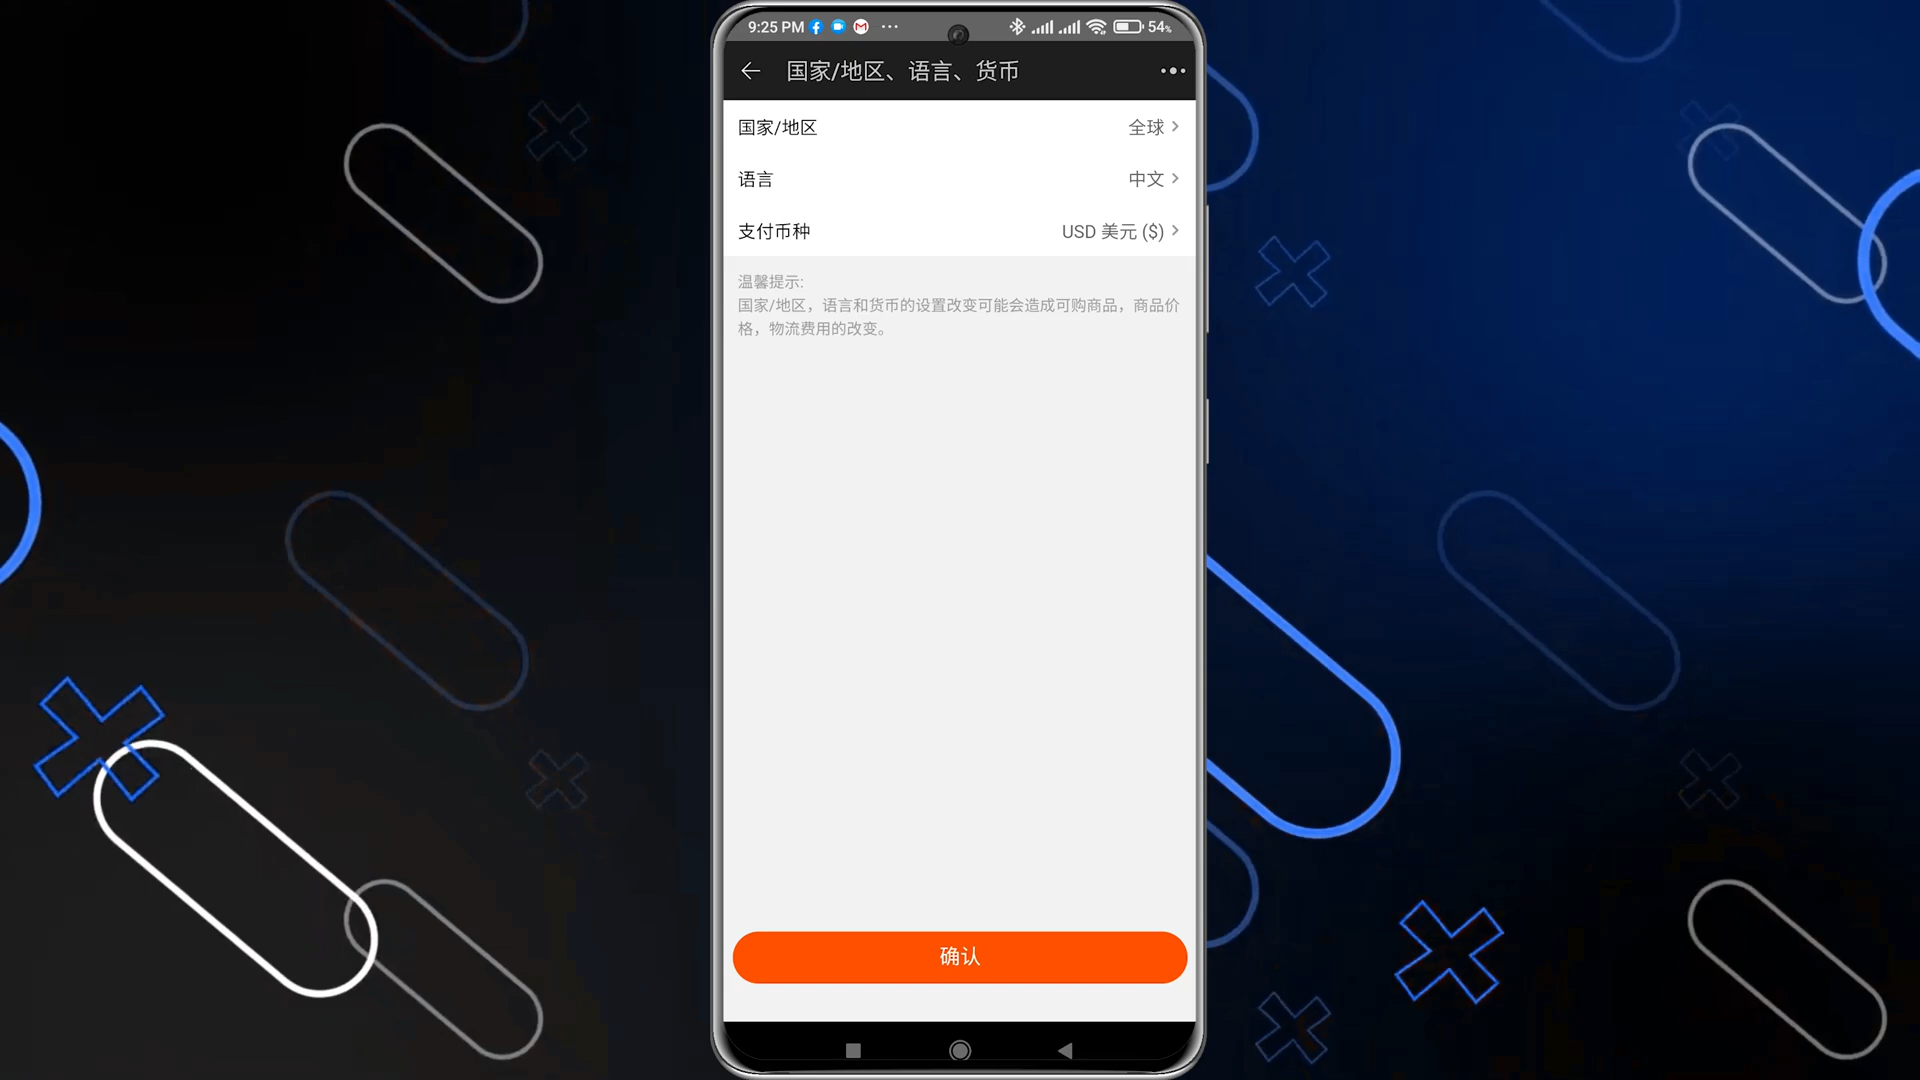 9:25 PM 54%
国家/地区、语言、货币
国家/地区 全球
语言 中文
支付币种 USD 美元 ($)
温馨提示:
国家/地区，语言和货币的设置改变可能会造成可购商品，商品价
格，物流费用的改变。
确认